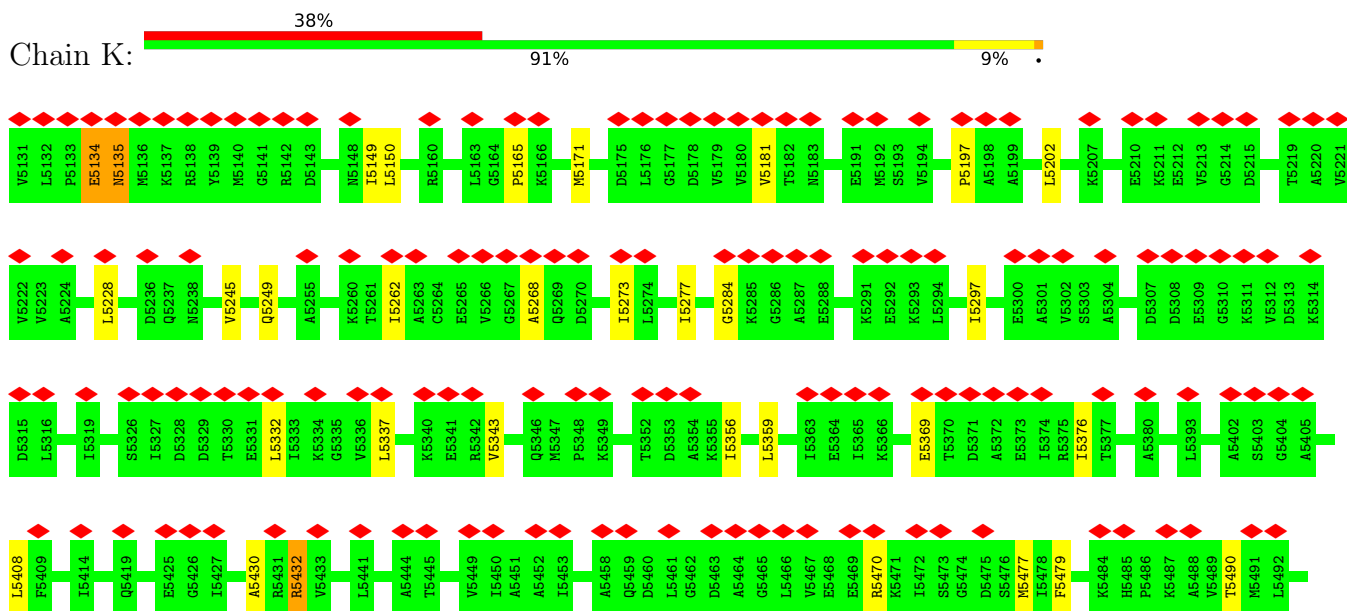 38%
Chain K:
91%
9%
•
V5131 L5132 P5133 E5134 N5135 M5136 K5137 R5138 Y5139 M5140 G5141 R5142 D5143 N5148 I5149 L5150 R5160 L5163 G5164 P5165 K5166 M5171 D5175 L5176 G5177 D5178 V5179 V5180 V5181 T5182 N5183 E5191 M5192 S5193 V5194 P5197 A5198 A5199 L5202 K5207 E5210 K5211 E5212 V5213 G5214 D5215 T5219 A5220 V5221
V5222 V5223 A5224 L5228 D5236 Q5237 N5238 V5245 Q5249 A5255 K5260 T5261 I5262 A5263 C5264 E5265 V5266 G5267 A5268 Q5269 D5270 I5273 L5274 I5277 G5284 K5285 G5286 A5287 E5288 K5291 E5292 K5293 L5294 I5297 E5300 A5301 V5302 S5303 A5304 D5307 D5308 E5309 G5310 K5311 V5312 D5313 K5314
D5315 L5316 I5319 S5326 I5327 D5328 D5329 T5330 E5331 L5332 I5333 K5334 G5335 V5336 L5337 K5340 E5341 R5342 V5343 Q5346 M5347 P5348 K5349 T5352 D5353 A5354 K5355 I5356 L5359 I5363 E5364 I5365 K5366 E5369 T5370 D5371 A5372 E5373 I5374 R5375 I5376 T5377 A5380 L5393 A5402 S5403 G5404 A5405
L5408 F5409 I5414 Q5419 E5425 G5426 I5427 A5430 R5431 R5432 V5433 L5441 A5444 T5445 V5449 I5450 A5451 A5452 I5453 A5458 Q5459 D5460 L5461 G5462 D5463 A5464 G5465 L5466 V5467 E5468 E5469 R5470 K5471 I5472 S5473 G5474 D5475 S5476 M5477 I5478 F5479 K5484 H5485 P5486 K5487 A5488 V5489 T5490 M5491 L5492